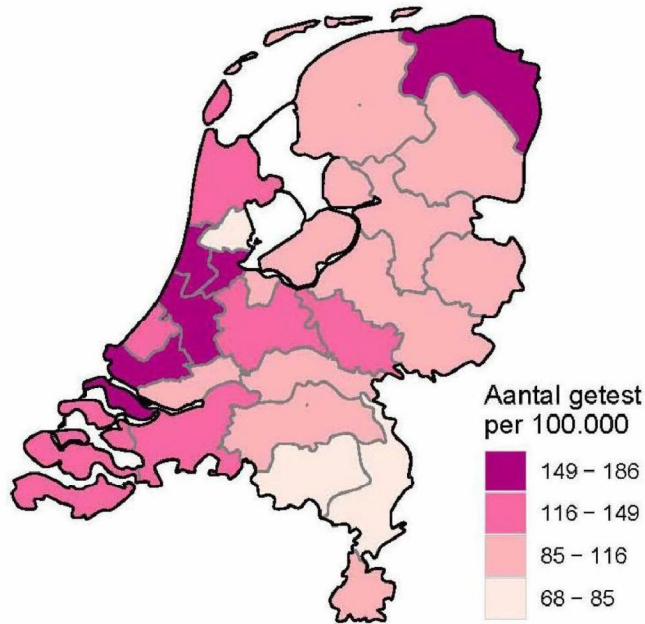 Aantal getest
per 100.000
149 – 186
116 – 149
85 – 116
68 – 85